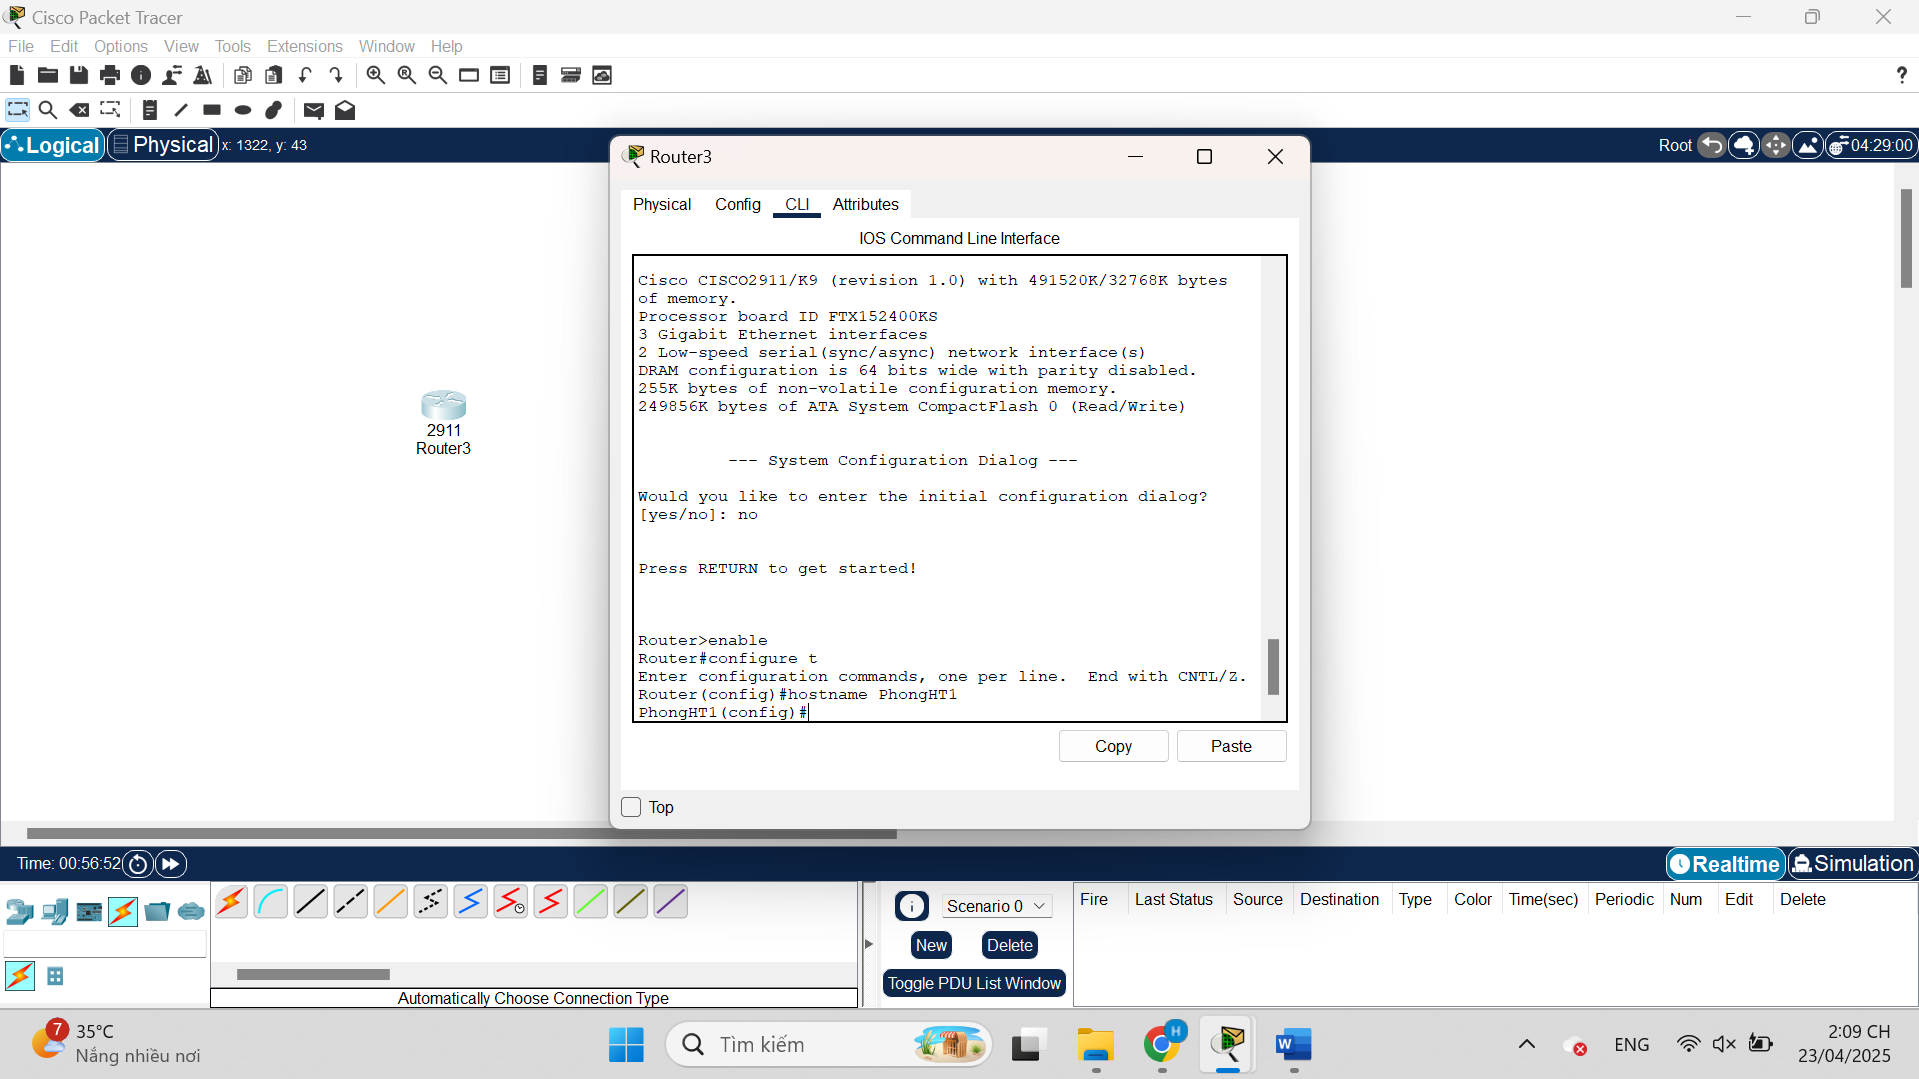 Cisco Packet Tracer
File Edit Options View Tools Extensions Window Help
?
Logical Physical x: 1322, y: 43
Root 04:29:00
2911
Router3
Router3
Physical Config CLI Attributes
IOS Command Line Interface
Cisco CISCO2911/K9 (revision 1.0) with 491520K/32768K bytes
of memory.
Processor board ID FTX152400KS
3 Gigabit Ethernet interfaces
2 Low-speed serial(sync/async) network interface(s)
DRAM configuration is 64 bits wide with parity disabled.
255K bytes of non-volatile configuration memory.
249856K bytes of ATA System CompactFlash 0 (Read/Write)
--- System Configuration Dialog ---
Would you like to enter the initial configuration dialog?
[yes/no]: no
Press RETURN to get started!
Router>enable
Router#configure t
Enter configuration commands, one per line.  End with CNTL/Z.
Router(config)#hostname PhongHT1
PhongHT1(config)#
Copy Paste
Top
Time: 00:56:52
Realtime Simulation
Automatically Choose Connection Type
Scenario 0
New Delete
Toggle PDU List Window
Fire Last Status Source Destination Type Color Time(sec) Periodic Num Edit Delete
7
35°C
Nắng nhiều nơi
Tìm kiếm
H
W
ENG
2:09 CH
23/04/2025